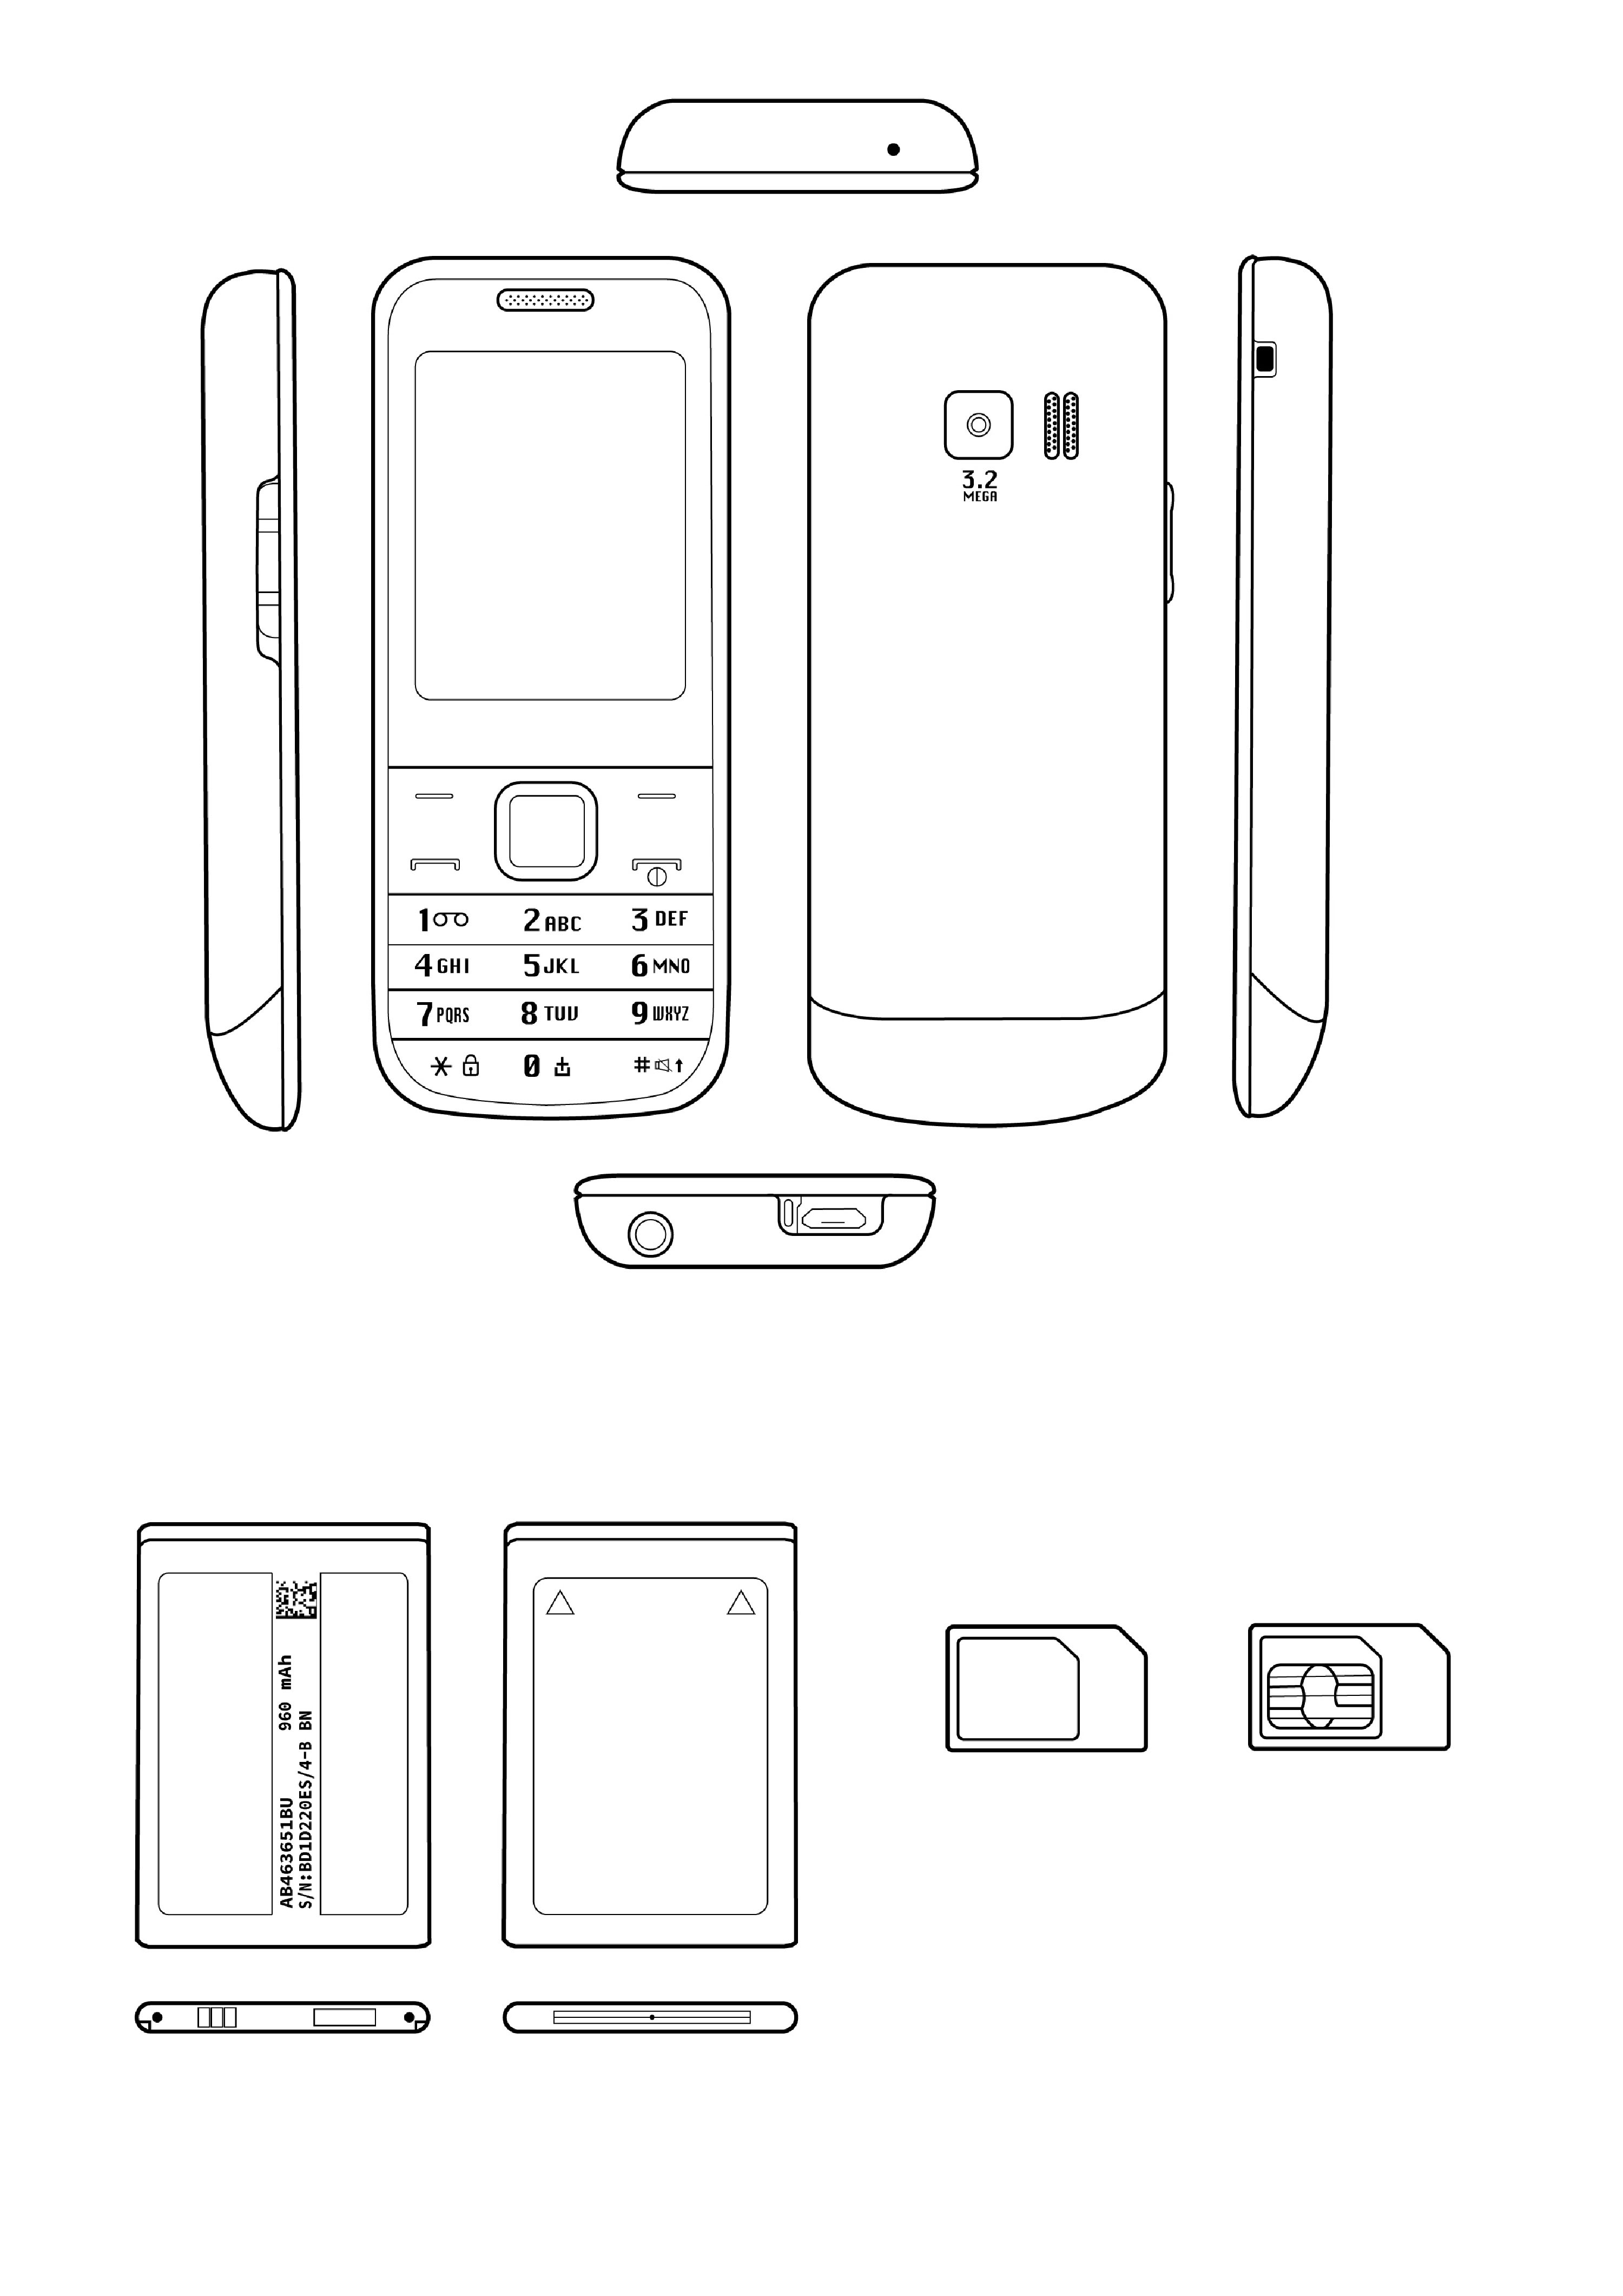 3.2
MEGA
1 2 ABC 3 DEF
4 GHI 5 JKL 6 MNO
7 PQRS 8 TUV 9 WXYZ
* 0 #
AB463651BU 960 mAh
S/N:BD1D220ES/4-B BN